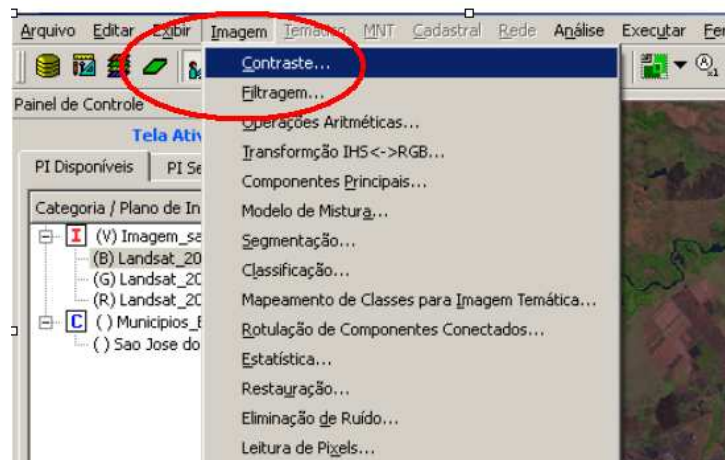 Arquivo Editar Exibir Imagem Temático MNT Cadastral Rede Análise Executar
Contraste...
Painel de Controle
Filtragem...
Operações Aritméticas...
Tela Ativ
Transformção IHS<->RGB...
PI Disponíveis PI Se
Componentes Principais...
Categoria / Plano de In
Modelo de Mistura...
I (V) Imagem_sa
Segmentação...
(B) Landsat_20
Classificação...
(G) Landsat_20
(R) Landsat_20
Mapeamento de Classes para Imagem Temática...
C ( ) Municipios_E
Rotulação de Componentes Conectados...
( ) Sao Jose do
Estatística...
Restauração...
Eliminação de Ruído...
Leitura de Pixels...